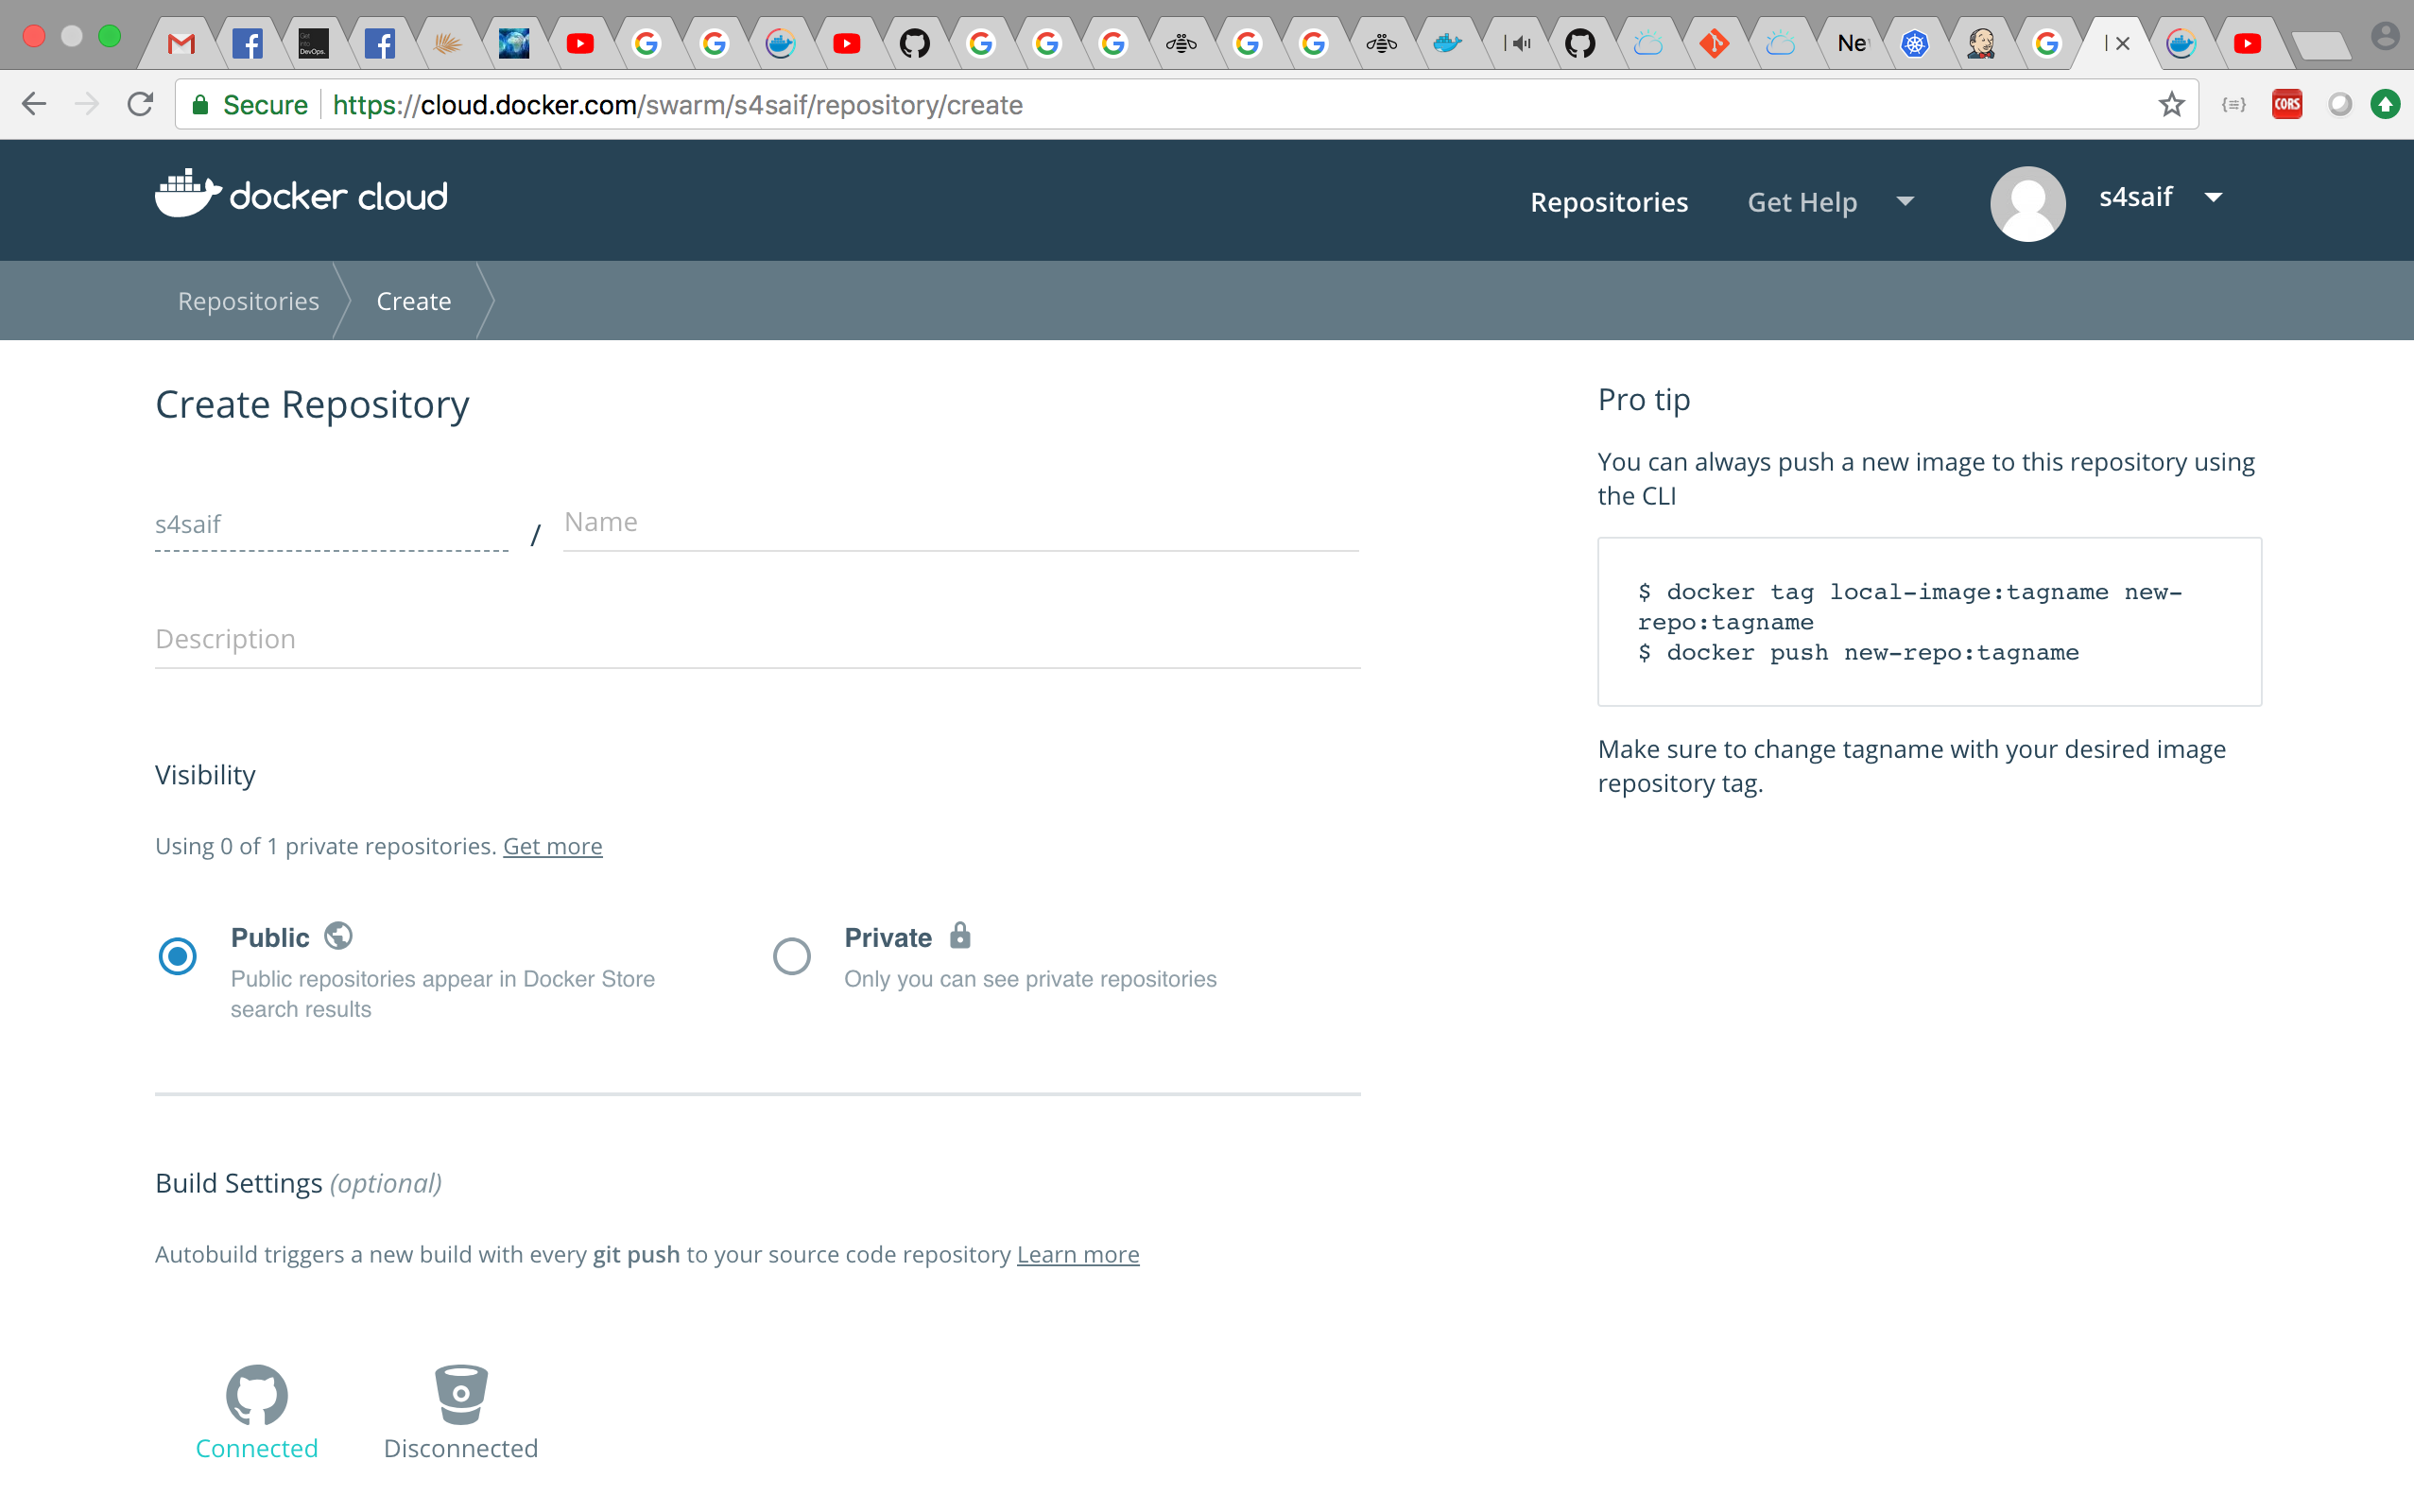 Get Into DevOps.
Ne
Secure https://cloud.docker.com/swarm/s4saif/repository/create
CORS
docker cloud
Repositories
Get Help
s4saif
Repositories
Create
Create Repository
s4saif / Name
Description
Visibility
Using 0 of 1 private repositories. Get more
Public
Public repositories appear in Docker Store
search results
Private
Only you can see private repositories
Build Settings (optional)
Autobuild triggers a new build with every git push to your source code repository Learn more
Connected
Disconnected
Pro tip
You can always push a new image to this repository using
the CLI
$ docker tag local-image:tagname new-
repo:tagname
$ docker push new-repo:tagname
Make sure to change tagname with your desired image
repository tag.